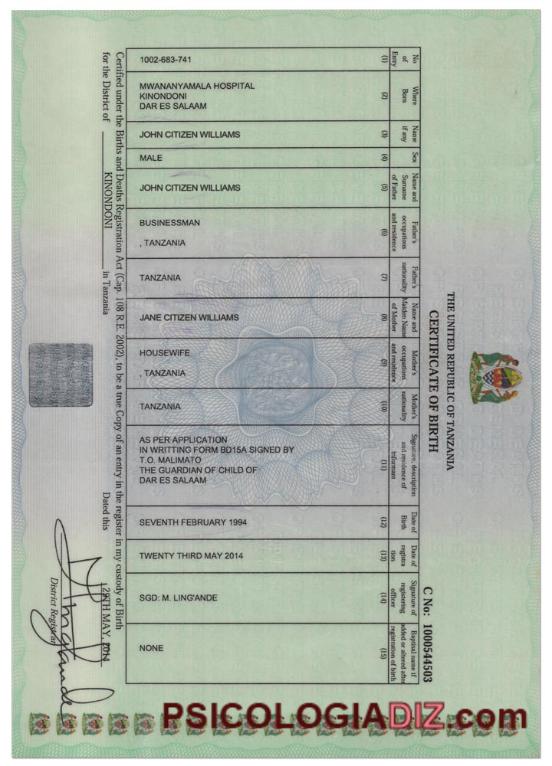 THE UNITED REPUBLIC OF TANZANIA
CERTIFICATE OF BIRTH
C No: 1000544503
No of Entry
(1)
1002-683-741
Where Born
(2)
MWANANYAMALA HOSPITAL
KINONDONI
DAR ES SALAAM
Name if any
(3)
JOHN CITIZEN WILLIAMS
Sex
(4)
MALE
Name and Surname of Father
(5)
JOHN CITIZEN WILLIAMS
Father's occupations and residence
(6)
BUSINESSMAN
, TANZANIA
Father's nationality
(7)
TANZANIA
Name and Maiden Name of Mother
(8)
JANE CITIZEN WILLIAMS
Mother's occupations and residence
(9)
HOUSEWIFE
, TANZANIA
Mother's nationality
(10)
TANZANIA
Signature, description and residence of informant
(11)
AS PER APPLICATION
IN WRITTING FORM BD15A SIGNED BY
T.O. MALIMATO
THE GUARDIAN OF CHILD OF
DAR ES SALAAM
Date of Birth
(12)
SEVENTH FEBRUARY 1994
Date of registra tion
(13)
TWENTY THIRD MAY 2014
Signature of registering officer
(14)
SGD: M. LING'ANDE
Baptimal name if added or altered after registration of birth
(15)
NONE
Certified under the Births and Deaths Registration Act (Cap. 108 R.E. 2002), to be a true Copy of an entry in the register in my custody of Birth
for the District of KINONDONI in Tanzania Dated this MAY,
District Registrar
PSICOLOGIADIZ.com